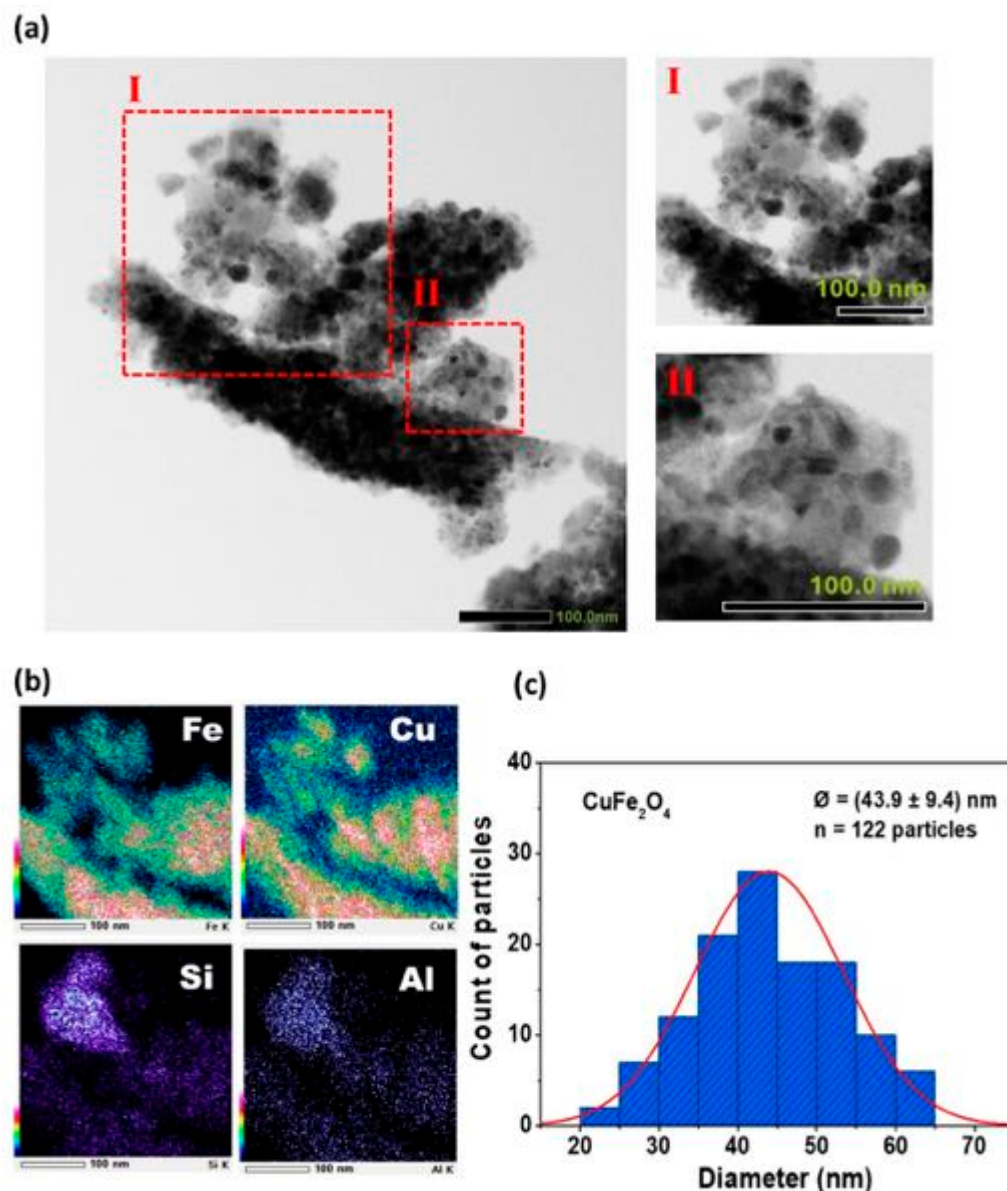 (a)
I
II
100.0nm
I
100.0 nm
II
100.0 nm
(b)
Fe
100 nm
Fe K
Cu
100 nm
Cu K
Si
100 nm
Si K
Al
100 nm
Al K
(c)
Count of particles
40
30
20
10
0
CuFe₂O₄
Ø = (43.9 ± 9.4) nm
n = 122 particles
20 30 40 50 60 70
Diameter (nm)